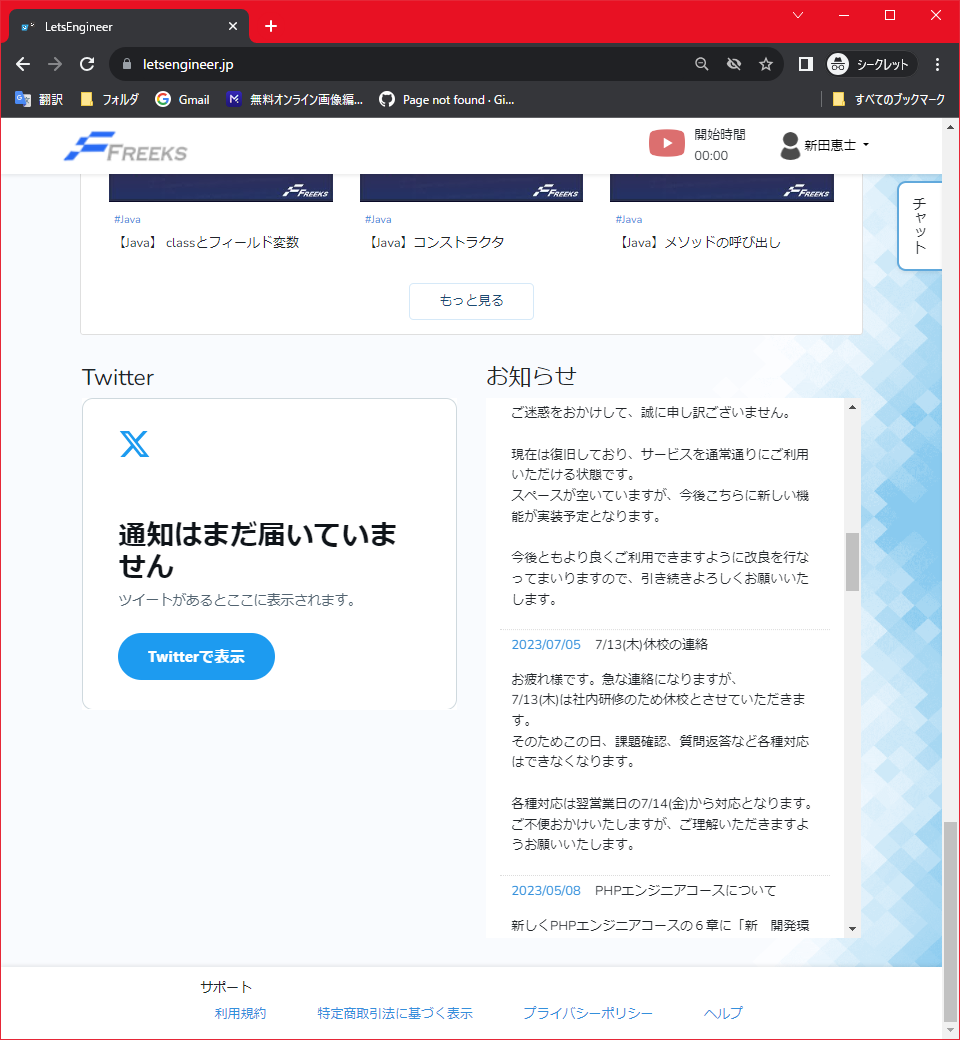 LetsEngineer
letsengineer.jp
シークレット
翻訳
フォルダ
Gmail
無料オンライン画像編...
Page not found · Gi...
すべてのブックマーク
FREEKS
開始時間
00:00
新田恵士
チャット
FREEKS
FREEKS
FREEKS
#Java
#Java
#Java
【Java】 classとフィールド変数
【Java】コンストラクタ
【Java】メソッドの呼び出し
もっと見る
Twitter
通知はまだ届いていま
せん
ツイートがあるとここに表示されます。
Twitterで表示
お知らせ
ご迷惑をおかけして、誠に申し訳ございません。
現在は復旧しており、サービスを通常通りにご利用
いただける状態です。
スペースが空いていますが、今後こちらに新しい機
能が実装予定となります。
今後ともより良くご利用できますように改良を行な
ってまいりますので、引き続きよろしくお願いいた
します。
2023/07/05 7/13(木)休校の連絡
お疲れ様です。急な連絡になりますが、
7/13(木)は社内研修のため休校とさせていただきま
す。
そのためこの日、課題確認、質問返答など各種対応
はできなくなります。
各種対応は翌営業日の7/14(金)から対応となります。
ご不便おかけいたしますが、ご理解いただきますよ
うお願いいたします。
2023/05/08 PHPエンジニアコースについて
新しくPHPエンジニアコースの６章に「新　開発環
サポート
利用規約
特定商取引法に基づく表示
プライバシーポリシー
ヘルプ